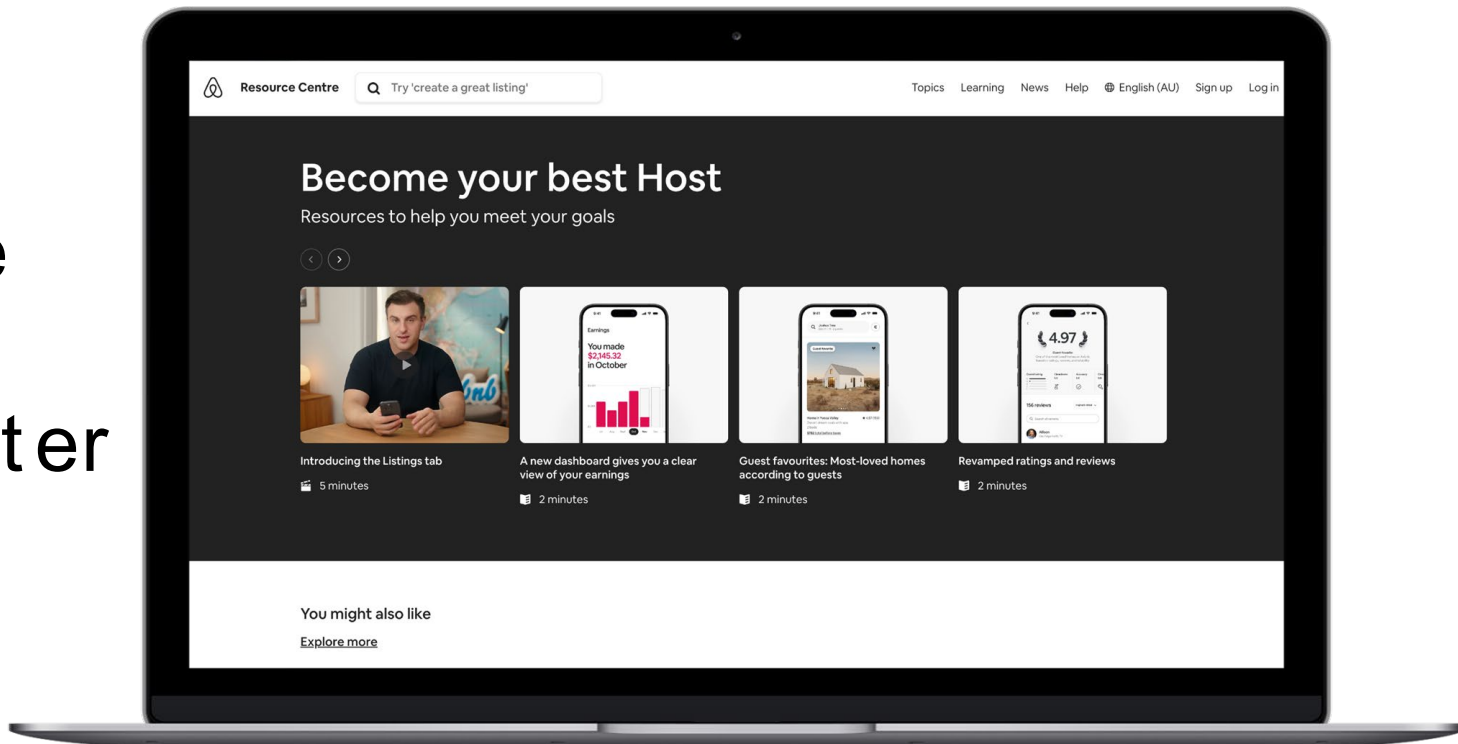 e
ter
Resource Centre
Try 'create a great listing'
Topics Learning News Help English (AU) Sign up Log in
Become your best Host
Resources to help you meet your goals
Earnings
You made
$2,145.32
in October
4.97
156 reviews
Introducing the Listings tab
5 minutes
A new dashboard gives you a clear
view of your earnings
2 minutes
Guest favourites: Most-loved homes
according to guests
2 minutes
Revamped ratings and reviews
2 minutes
You might also like
Explore more